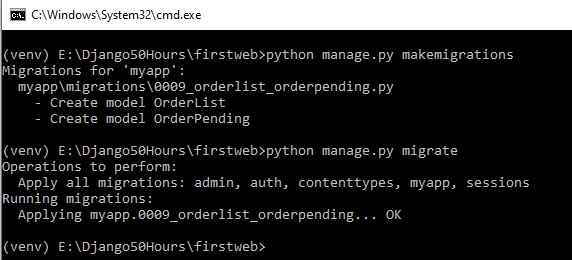 C:\Windows\System32\cmd.exe
(venv) E:\Django50Hours\firstweb>python manage.py makemigrations
Migrations for 'myapp':
  myapp\migrations\0009_orderlist_orderpending.py
    - Create model OrderList
    - Create model OrderPending
(venv) E:\Django50Hours\firstweb>python manage.py migrate
Operations to perform:
  Apply all migrations: admin, auth, contenttypes, myapp, sessions
Running migrations:
  Applying myapp.0009_orderlist_orderpending... OK
(venv) E:\Django50Hours\firstweb>